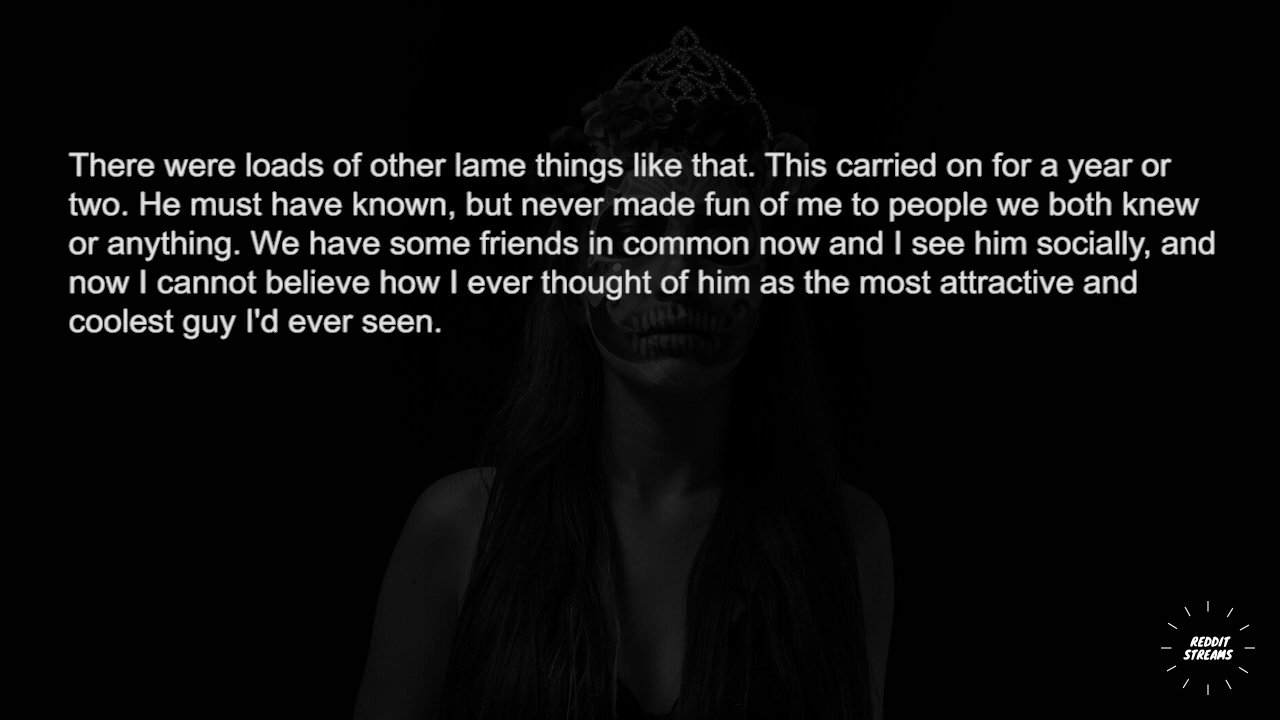 There were loads of other lame things like that. This carried on for a year or
two. He must have known, but never made fun of me to people we both knew
or anything. We have some friends in common now and I see him socially, and
now I cannot believe how I ever thought of him as the most attractive and
coolest guy I'd ever seen.
REDDIT
STREAMS